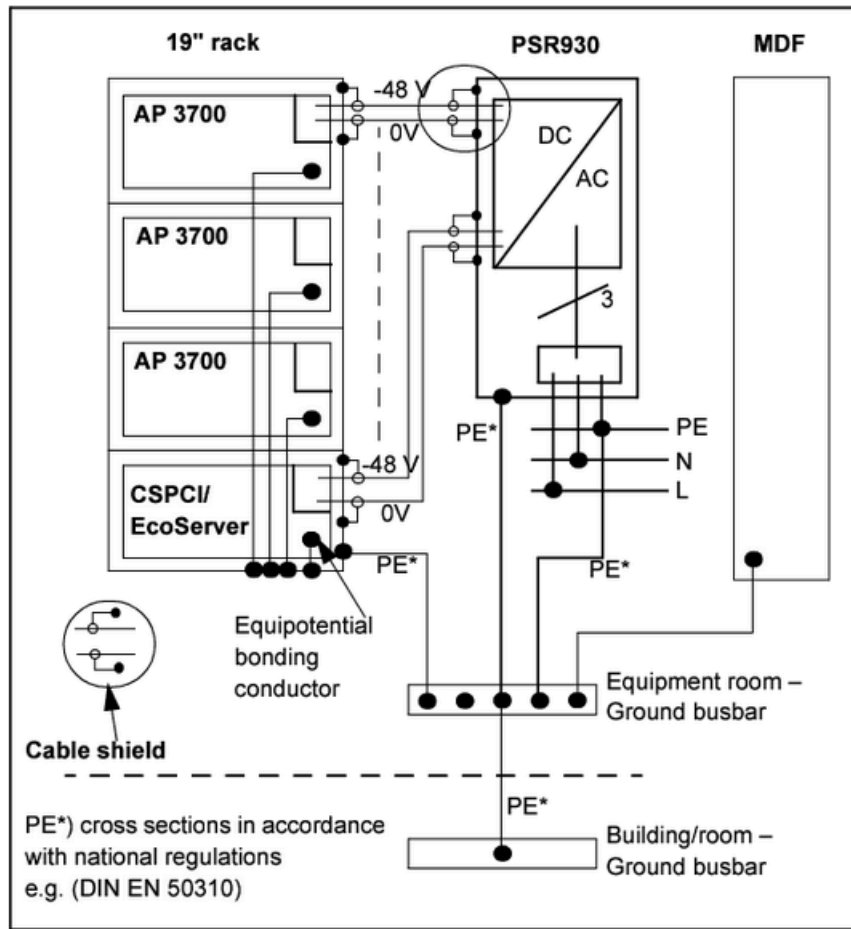 19" rack
PSR930
MDF
AP 3700
-48 V
0V
DC
AC
AP 3700
3
AP 3700
PE*
PE
N
L
CSPCI/
EcoServer
-48 V
0V
PE*
PE*
Equipotential
bonding
conductor
Equipment room –
Ground busbar
Cable shield
PE*
PE*) cross sections in accordance
with national regulations
e.g. (DIN EN 50310)
Building/room –
Ground busbar